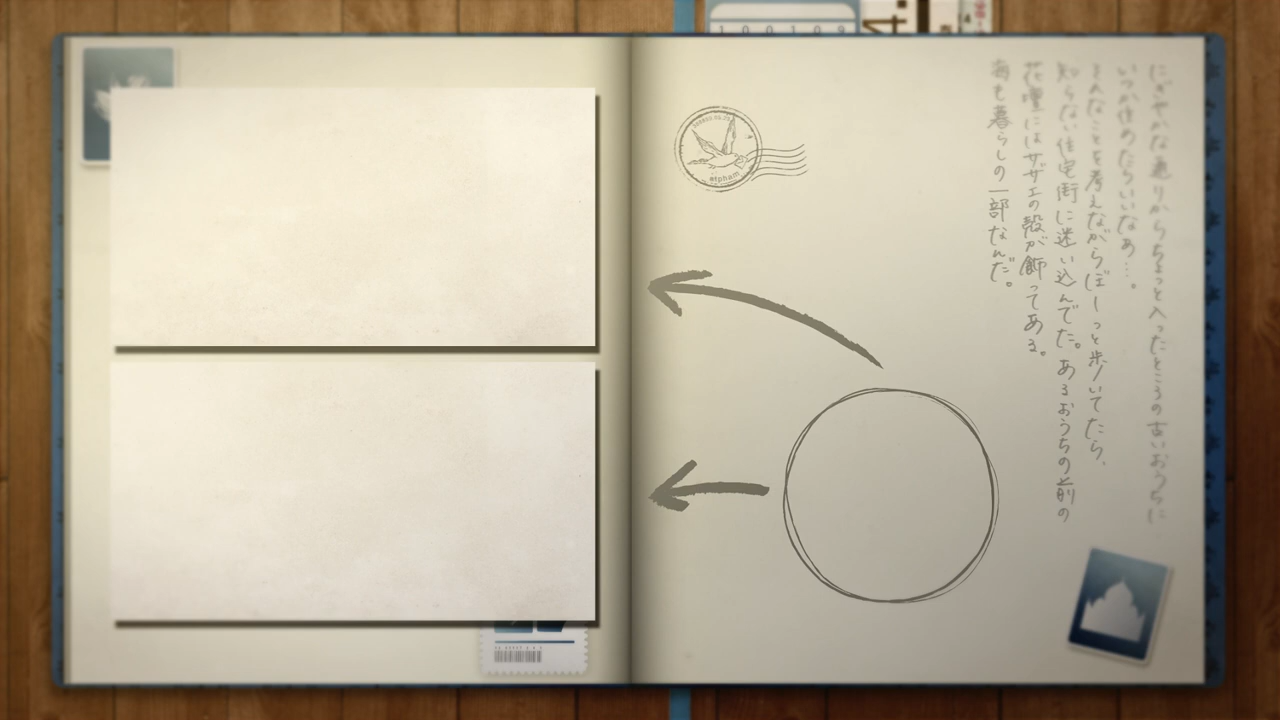 にぎやかな通りからちょっと入ったところの古いおうちに
いつか住めたらいいなぁ…。
そんなことを考えながらぼーっと歩いてたら、
知らない住宅街に迷い込んでた。あるおうちの前の
花壇にはサザエの殻が飾ってある。
海も暮らしの一部なんだ。
100109
atpham